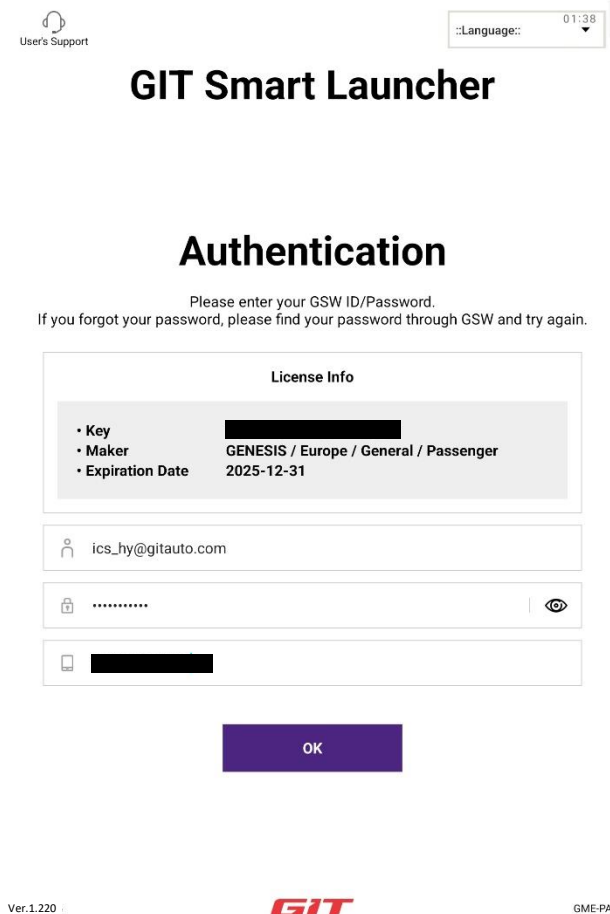 01:38
User's Support
::Language::
GIT Smart Launcher
Authentication
Please enter your GSW ID/Password.
If you forgot your password, please find your password through GSW and try again.
License Info
• Key
• Maker GENESIS / Europe / General / Passenger
• Expiration Date 2025-12-31
ics_hy@gitauto.com
•••••••••••
OK
Ver.1.220
GIT
GME-PA